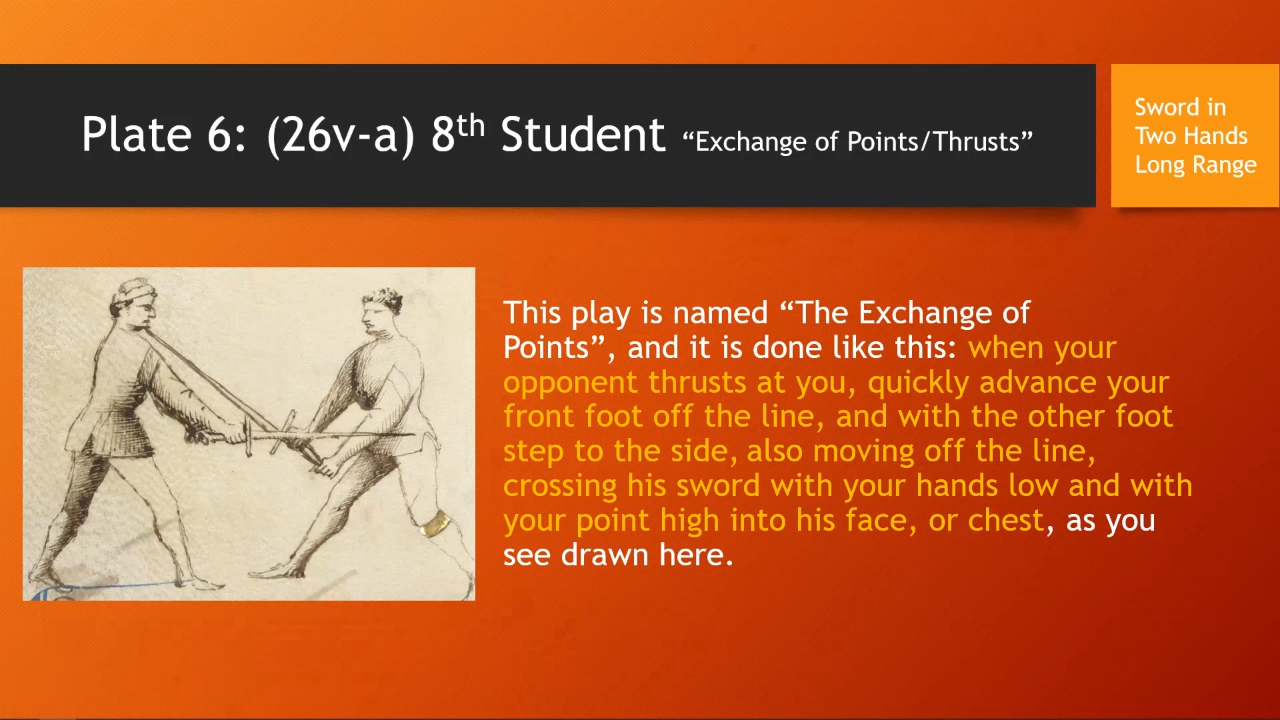 Plate 6: (26v-a) 8th Student “Exchange of Points/Thrusts”
Sword in
Two Hands
Long Range
This play is named “The Exchange of
Points”, and it is done like this: when your
opponent thrusts at you, quickly advance your
front foot off the line, and with the other foot
step to the side, also moving off the line,
crossing his sword with your hands low and with
your point high into his face, or chest, as you
see drawn here.